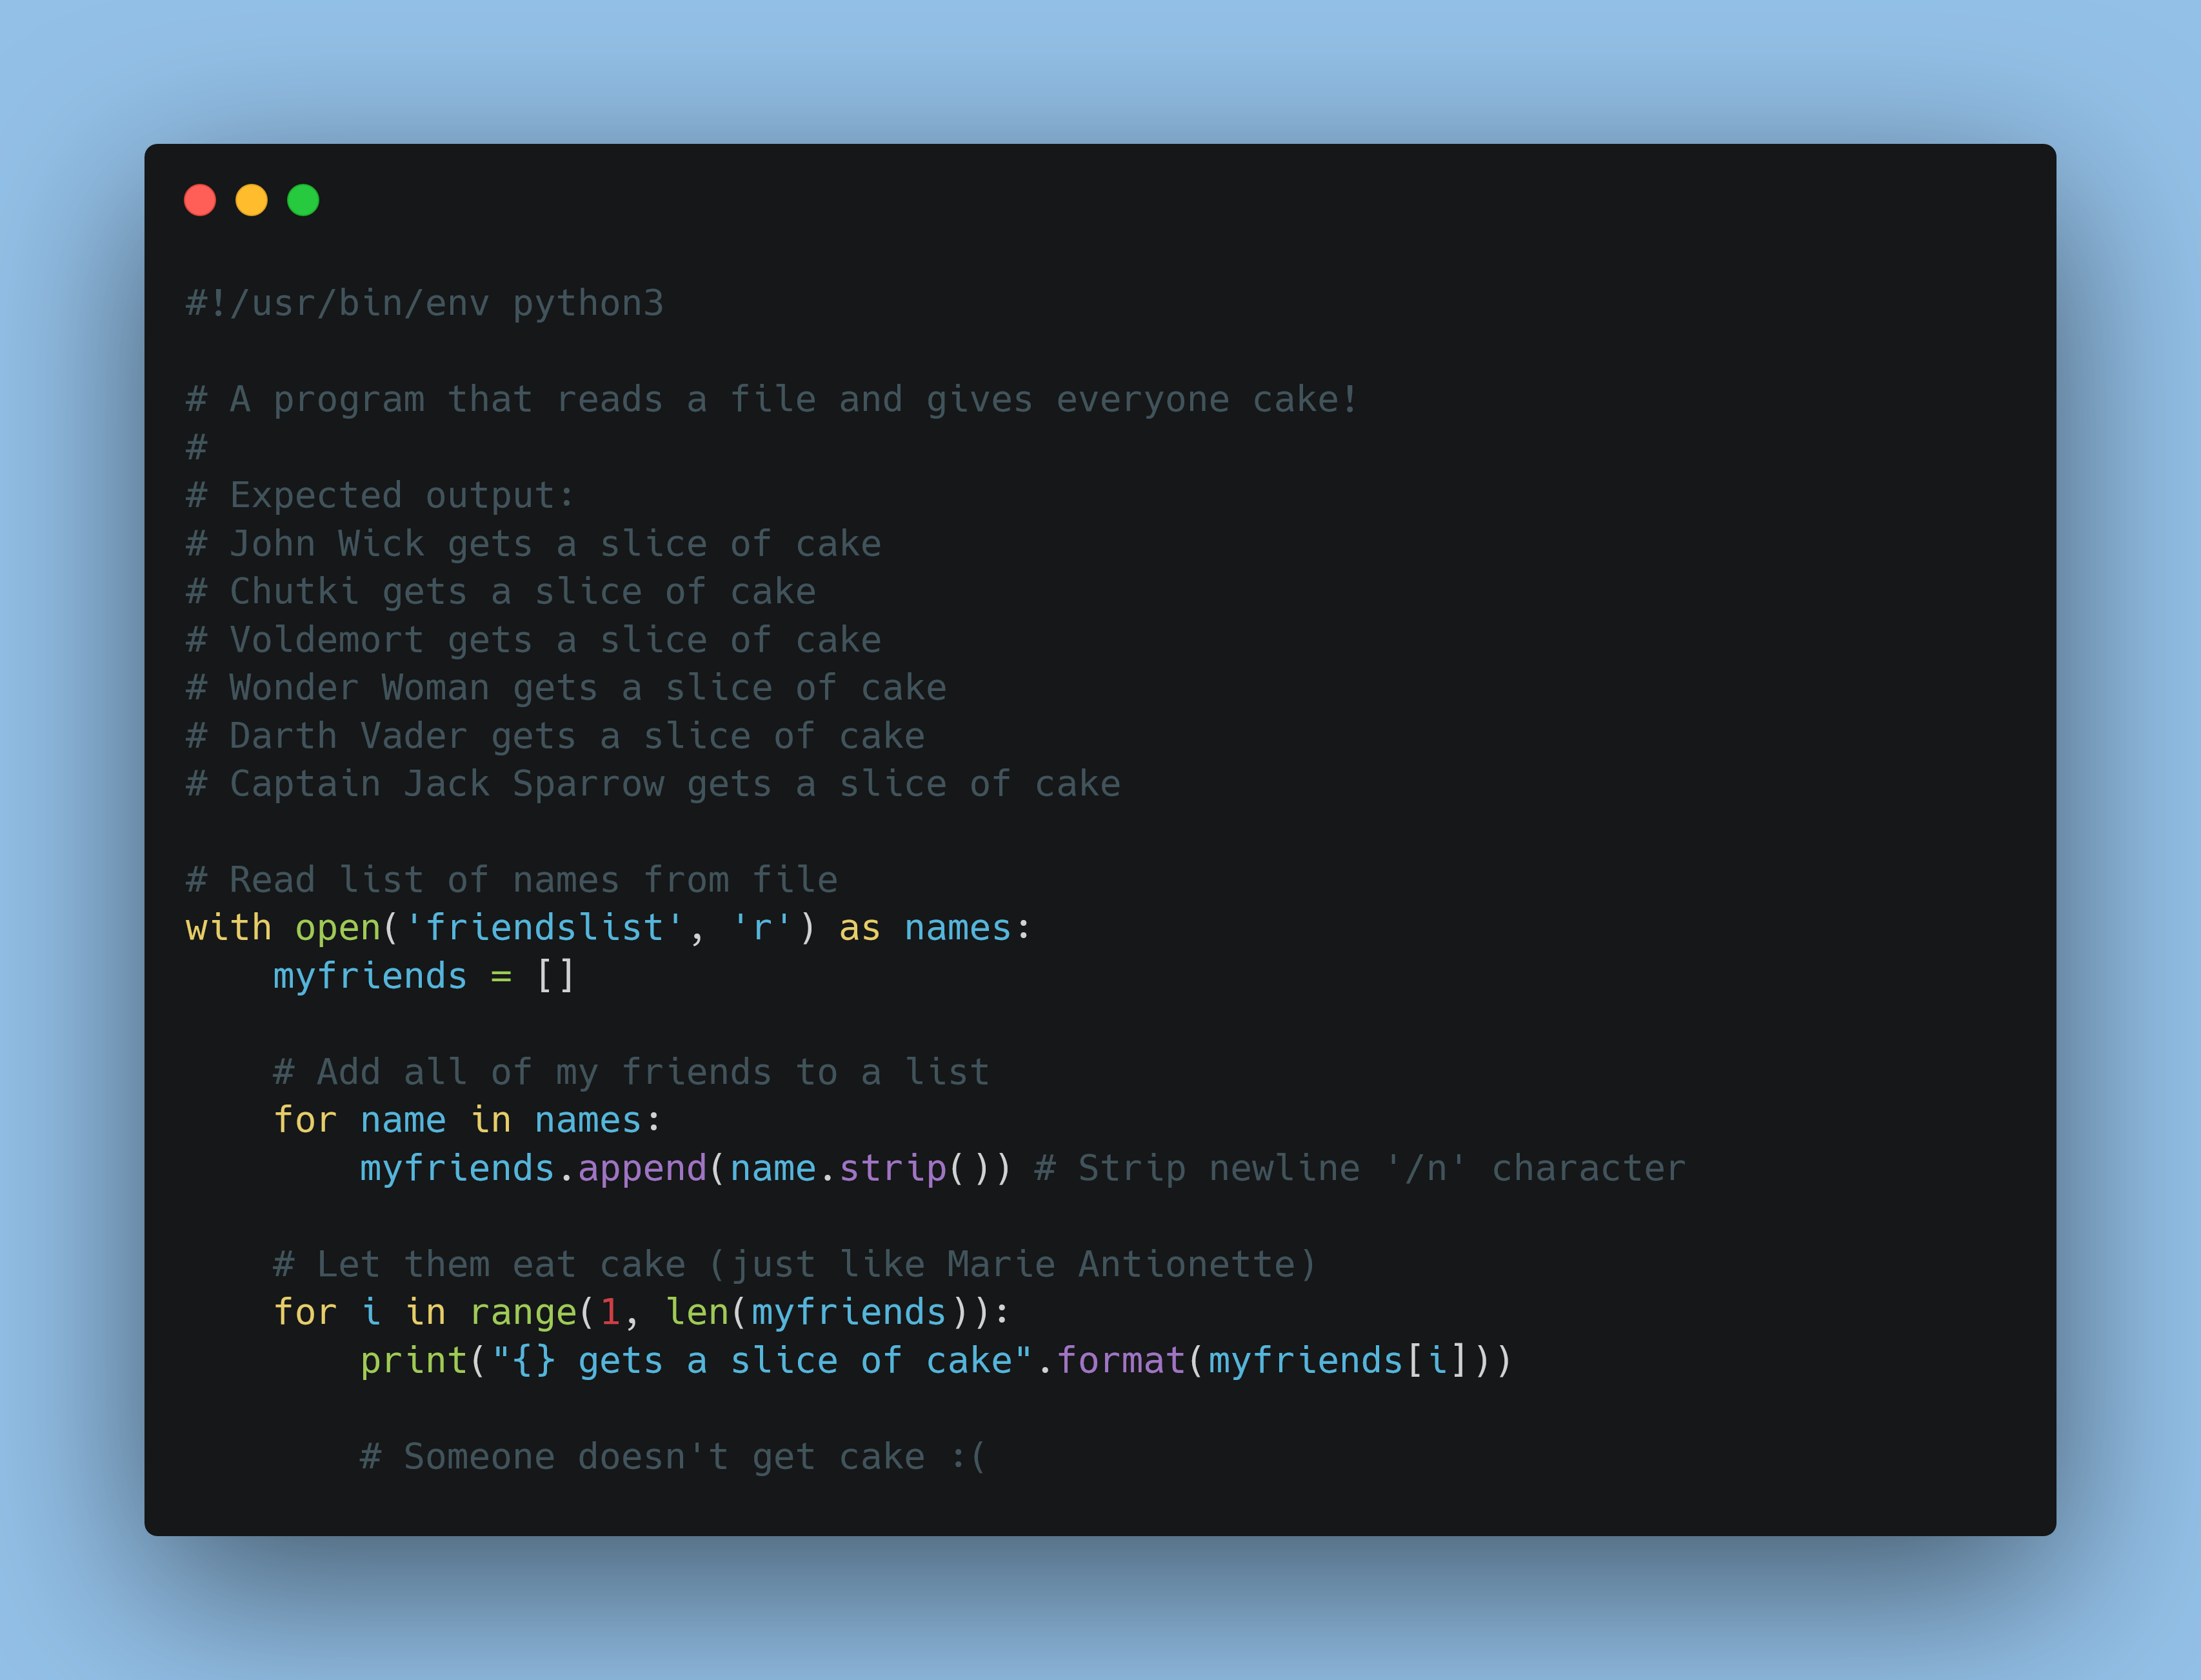 #!/usr/bin/env python3

# A program that reads a file and gives everyone cake!
#
# Expected output:
# John Wick gets a slice of cake
# Chutki gets a slice of cake
# Voldemort gets a slice of cake
# Wonder Woman gets a slice of cake
# Darth Vader gets a slice of cake
# Captain Jack Sparrow gets a slice of cake

# Read list of names from file
with open('friendslist', 'r') as names:
    myfriends = []

    # Add all of my friends to a list
    for name in names:
        myfriends.append(name.strip()) # Strip newline '/n' character

    # Let them eat cake (just like Marie Antionette)
    for i in range(1, len(myfriends)):
        print("{} gets a slice of cake".format(myfriends[i]))

        # Someone doesn't get cake :(